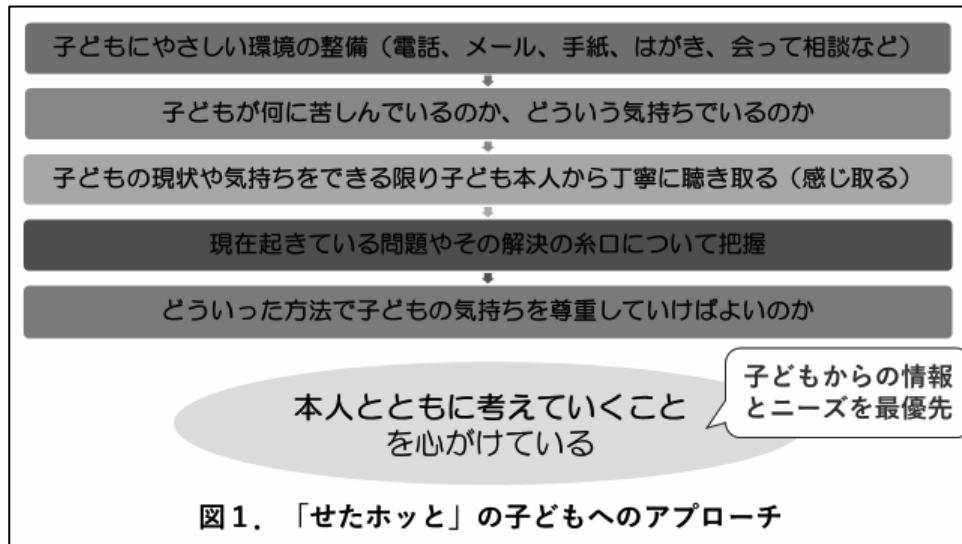 子どもにやさしい環境の整備（電話、メール、手紙、はがき、会って相談など）
子どもが何に苦しんでいるのか、どういう気持ちでいるのか
子どもの現状や気持ちをできる限り子ども本人から丁寧に聴き取る（感じ取る）
現在起きている問題やその解決の糸口について把握
どういった方法で子どもの気持ちを尊重していけばよいのか
子どもからの情報
とニーズを最優先
本人とともに考えていくこと
を心がけている
図１．「せたホッと」の子どもへのアプローチ